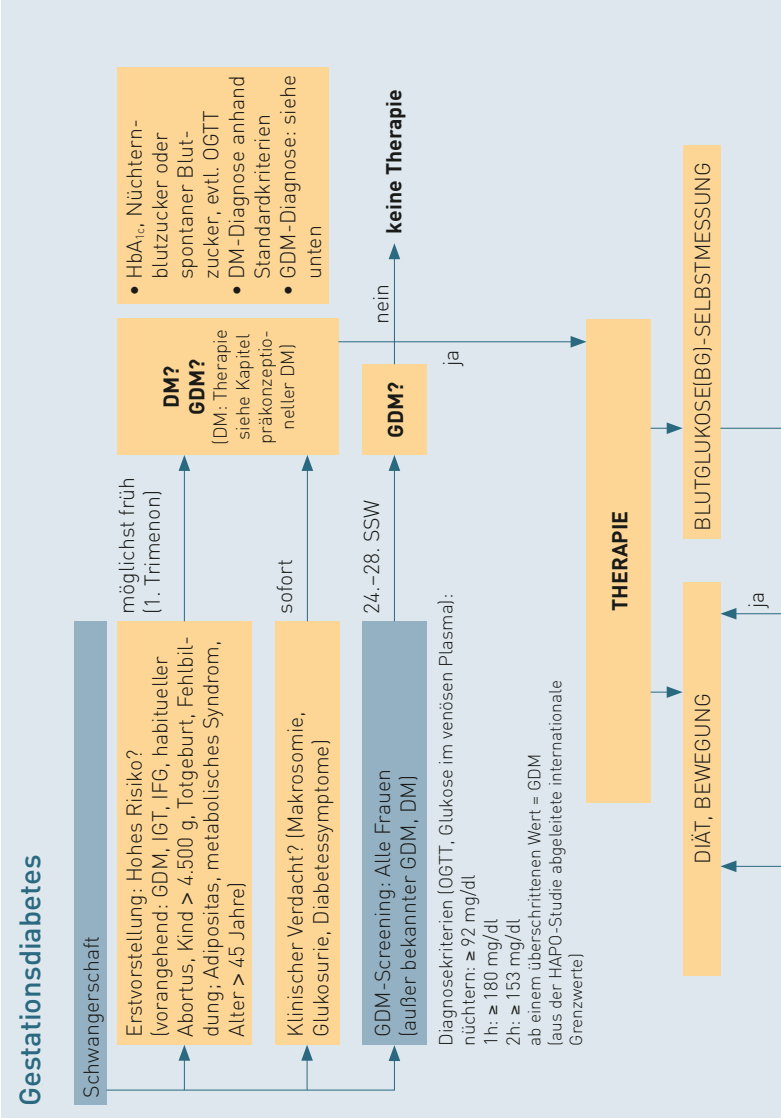 Gestationsdiabetes
Schwangerschaft
Erstvorstellung: Hohes Risiko?
(vorangehend: GDM, IGT, IFG, habitueller
Abortus, Kind > 4.500 g, Totgeburt, Fehlbil-
dung; Adipositas, metabolisches Syndrom,
Alter > 45 Jahre)
möglichst früh
(1. Trimenon)
DM?
GDM?
(DM: Therapie
siehe Kapitel
präkonzeptio-
neller DM)
• HbA1c, Nüchtern-
blutzucker oder
spontaner Blut-
zucker, evtl. OGTT
• DM-Diagnose anhand
Standardkriterien
• GDM-Diagnose: siehe
unten
Klinischer Verdacht? (Makrosomie,
Glukosurie, Diabetessymptome)
sofort
GDM-Screening: Alle Frauen
(außer bekannter GDM, DM)
24.–28. SSW
GDM?
nein
keine Therapie
ja
Diagnosekriterien (OGTT, Glukose im venösen Plasma):
nüchtern: ≥ 92 mg/dl
1h: ≥ 180 mg/dl
2h: ≥ 153 mg/dl
ab einem überschrittenen Wert = GDM
(aus der HAPO-Studie abgeleitete internationale
Grenzwerte)
THERAPIE
DIÄT, BEWEGUNG
BLUTGLUKOSE(BG)-SELBSTMESSUNG
ja